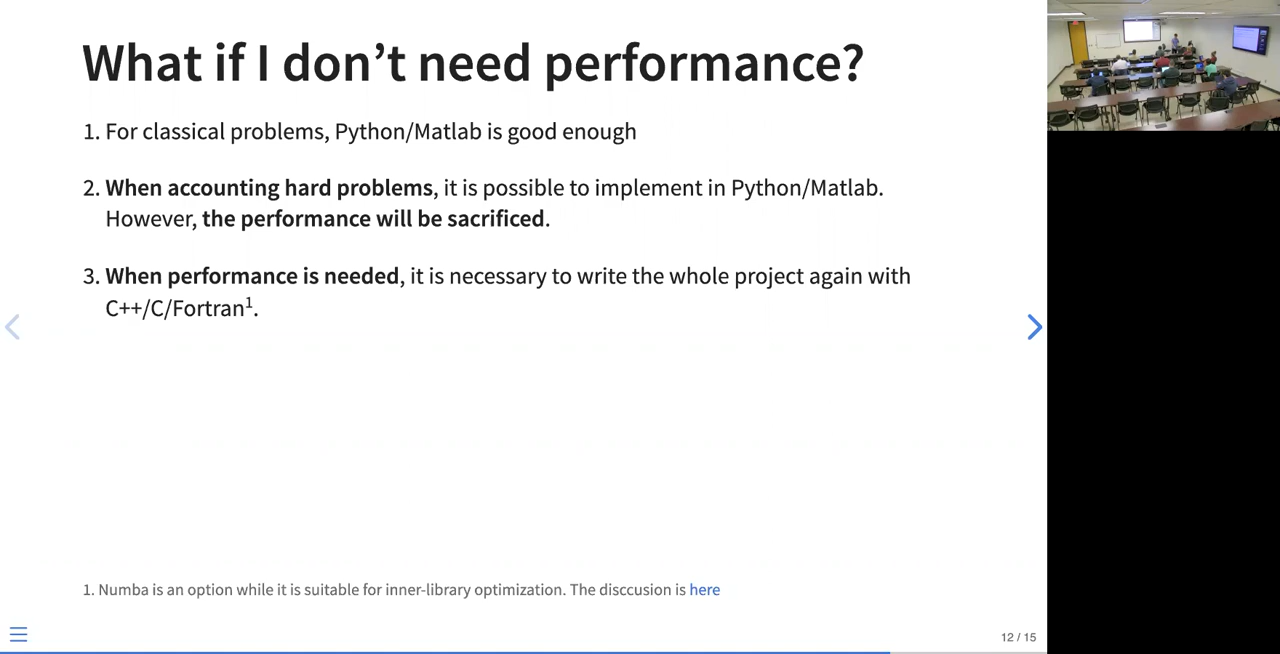 What if I don’t need performance?
1. For classical problems, Python/Matlab is good enough
2. When accounting hard problems, it is possible to implement in Python/Matlab.
However, the performance will be sacrificed.
3. When performance is needed, it is necessary to write the whole project again with
C++/C/Fortran1.
1. Numba is an option while it is suitable for inner-library optimization. The disccusion is here
12 / 15